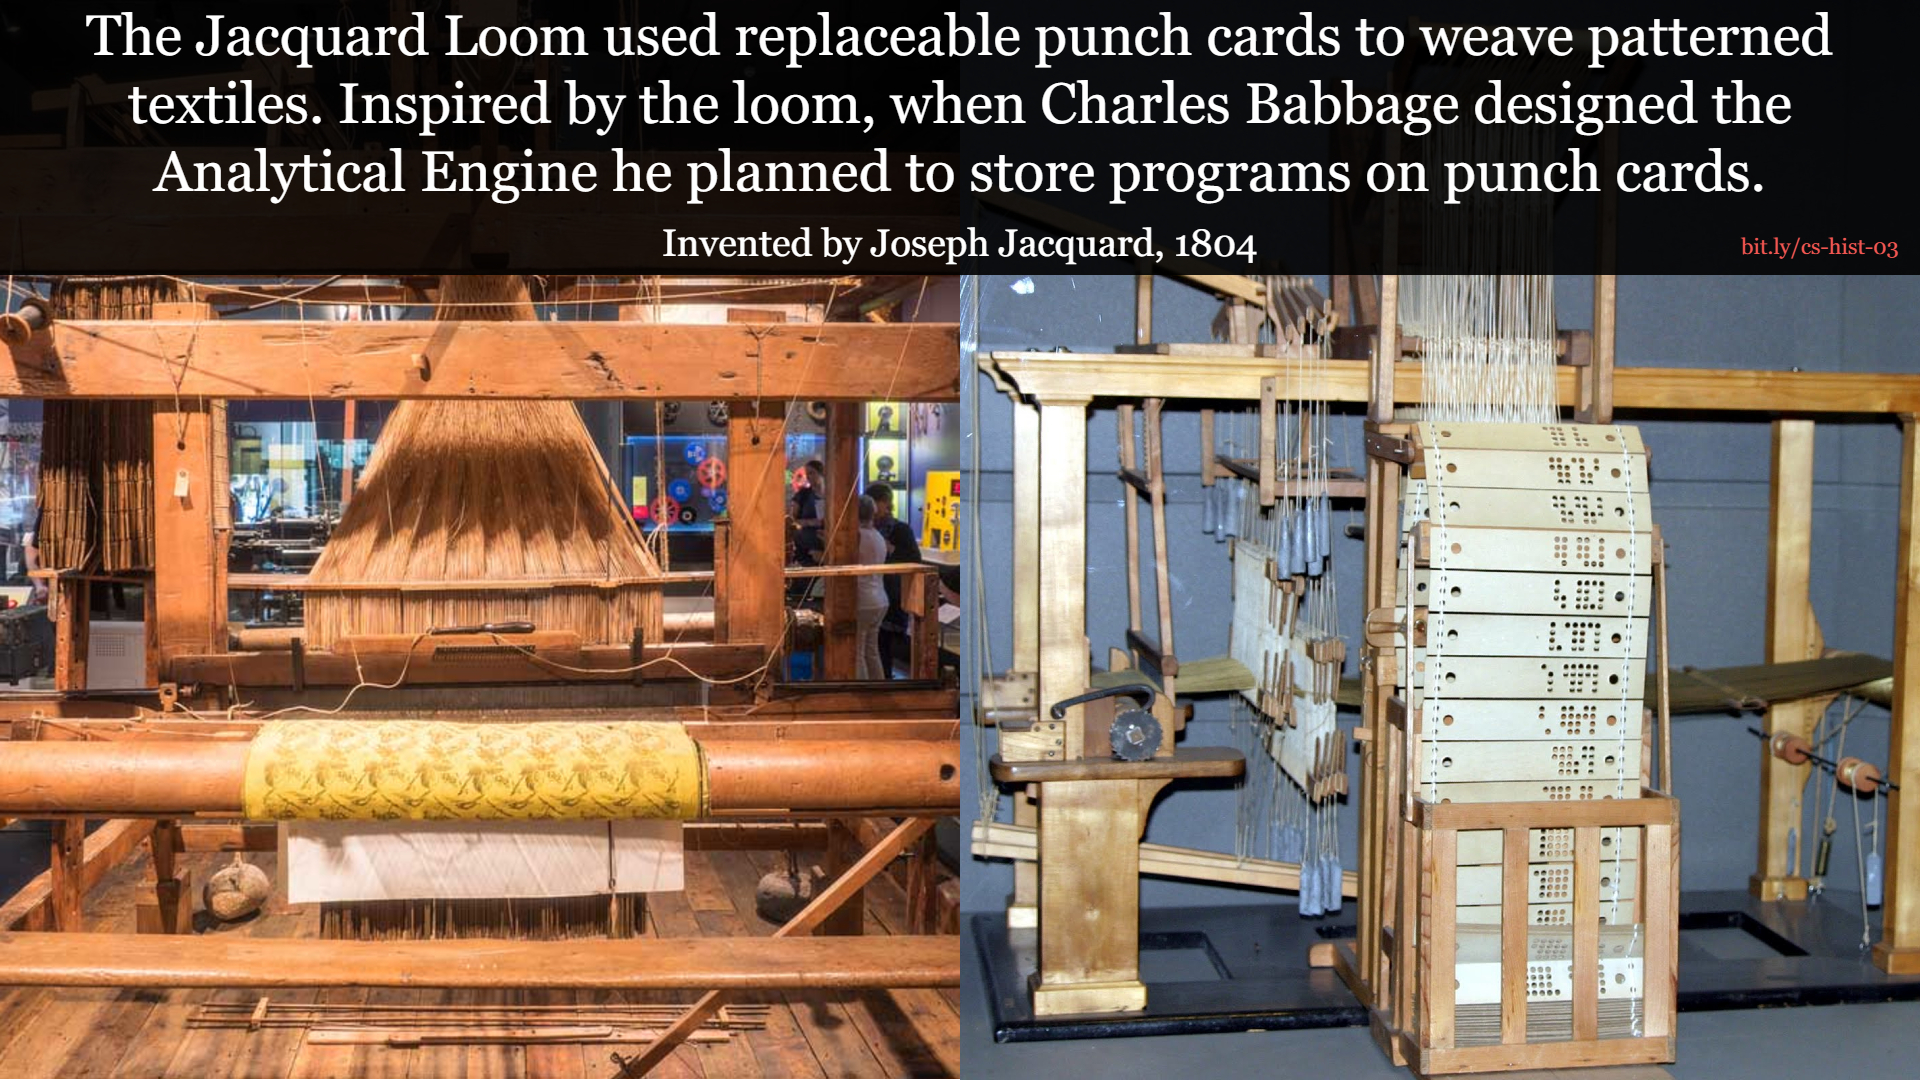 The Jacquard Loom used replaceable punch cards to weave patterned
textiles. Inspired by the loom, when Charles Babbage designed the
Analytical Engine he planned to store programs on punch cards.
Invented by Joseph Jacquard, 1804
bit.ly/cs-hist-03